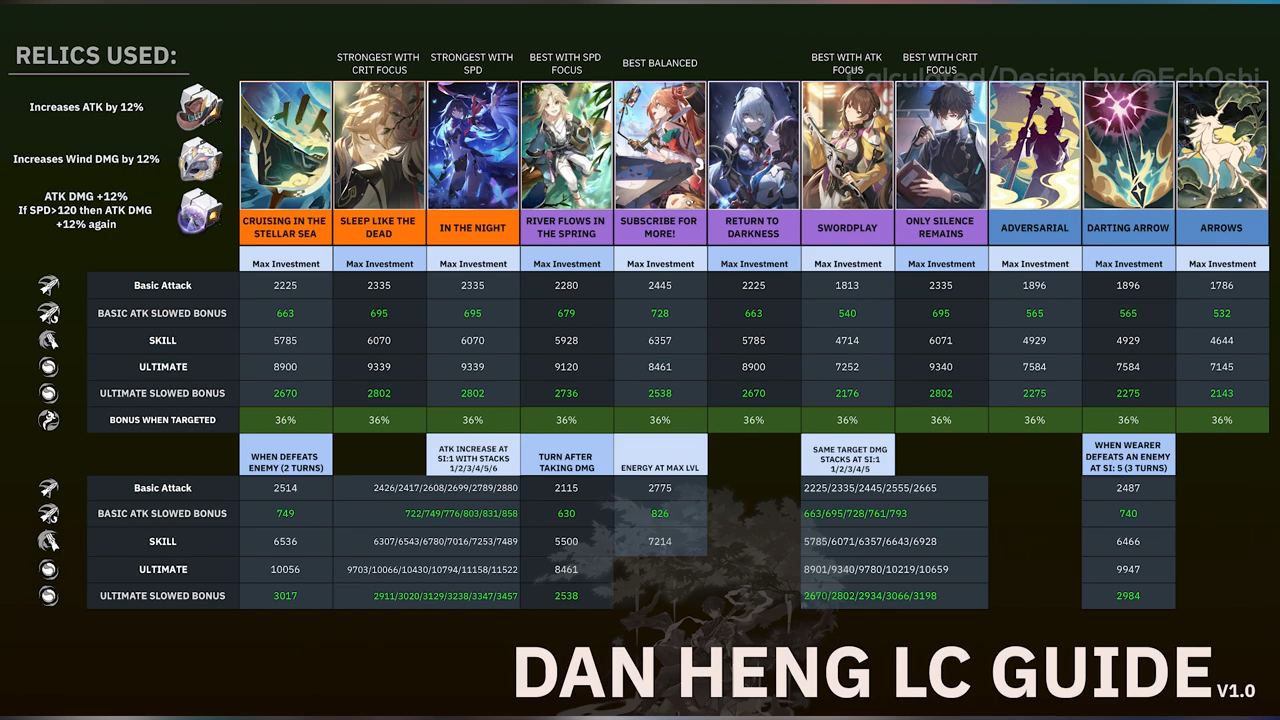 RELICS USED:
Increases ATK by 12%
Increases Wind DMG by 12%
ATK DMG +12%
If SPD>120 then ATK DMG
+12% again
STRONGEST WITH
CRIT FOCUS
STRONGEST WITH
SPD
BEST WITH SPD
FOCUS
BEST BALANCED
BEST WITH ATK
FOCUS
BEST WITH CRIT
FOCUS
Calculated/Design by @Ech0shi
CRUISING IN THE
STELLAR SEA
SLEEP LIKE THE
DEAD
IN THE NIGHT
RIVER FLOWS IN
THE SPRING
SUBSCRIBE FOR
MORE!
RETURN TO
DARKNESS
SWORDPLAY
ONLY SILENCE
REMAINS
ADVERSARIAL
DARTING ARROW
ARROWS
Max Investment Max Investment Max Investment Max Investment Max Investment Max Investment Max Investment Max Investment Max Investment Max Investment Max Investment
Basic Attack 2225 2335 2335 2280 2445 2225 1813 2335 1896 1896 1786
BASIC ATK SLOWED BONUS 663 695 695 679 728 663 540 695 565 565 532
SKILL 5785 6070 6070 5928 6357 5785 4714 6071 4929 4929 4644
ULTIMATE 8900 9339 9339 9120 8461 8900 7252 9340 7584 7584 7145
ULTIMATE SLOWED BONUS 2670 2802 2802 2736 2538 2670 2176 2802 2275 2275 2143
BONUS WHEN TARGETED 36% 36% 36% 36% 36% 36% 36% 36% 36% 36% 36%
WHEN DEFEATS
ENEMY (2 TURNS)
ATK INCREASE AT
SI:1 WITH STACKS
1/2/3/4/5/6
TURN AFTER
TAKING DMG
ENERGY AT MAX LVL
SAME TARGET DMG
STACKS AT SI:1
1/2/3/4/5
WHEN WEARER
DEFEATS AN ENEMY
AT SI: 5 (3 TURNS)
Basic Attack 2514 2426/2417/2608/2699/2789/2880 2115 2775 2225/2335/2445/2555/2665 2487
BASIC ATK SLOWED BONUS 749 722/749/776/803/831/858 630 826 663/695/728/761/793 740
SKILL 6536 6307/6543/6780/7016/7253/7489 5500 7214 5785/6071/6357/6643/6928 6466
ULTIMATE 10056 9703/10066/10430/10794/11158/11522 8461 8901/9340/9780/10219/10659 9947
ULTIMATE SLOWED BONUS 3017 2911/3020/3129/3238/3347/3457 2538 2670/2802/2934/3066/3198 2984
DAN HENG LC GUIDE V1.0